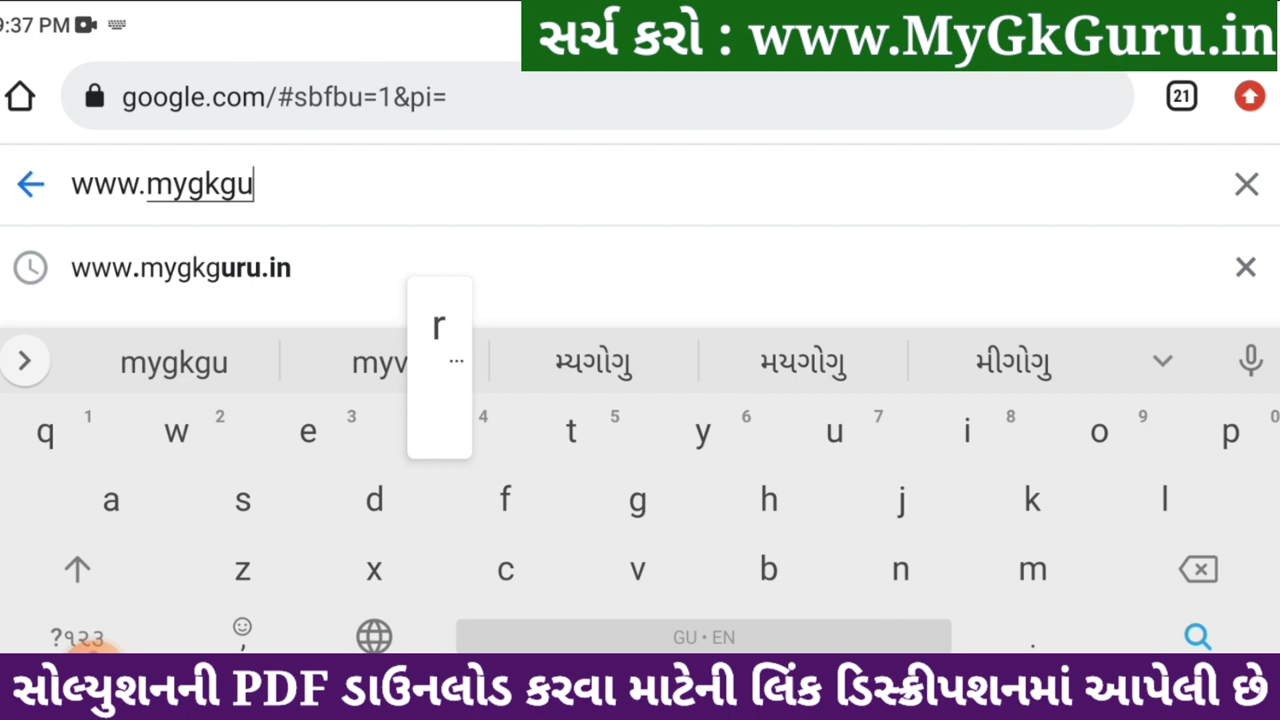 9:37 PM
સર્ચ કરો : www.MyGkGuru.in
google.com/#sbfbu=1&pi=
21
www.mygkgu
www.mygkguru.in
r
...
mygkgu myv મ્યગોગુ મયગોગુ મીગોગુ
q 1 w 2 e 3 4 t 5 y 6 u 7 i 8 o 9 p 0
a s d f g h j k l
z x c v b n m
?૧૨૩ , GU • EN .
સોલ્યુશનની PDF ડાઉનલોડ કરવા માટેની લિંક ડિસ્ક્રીપશનમાં આપેલી છે